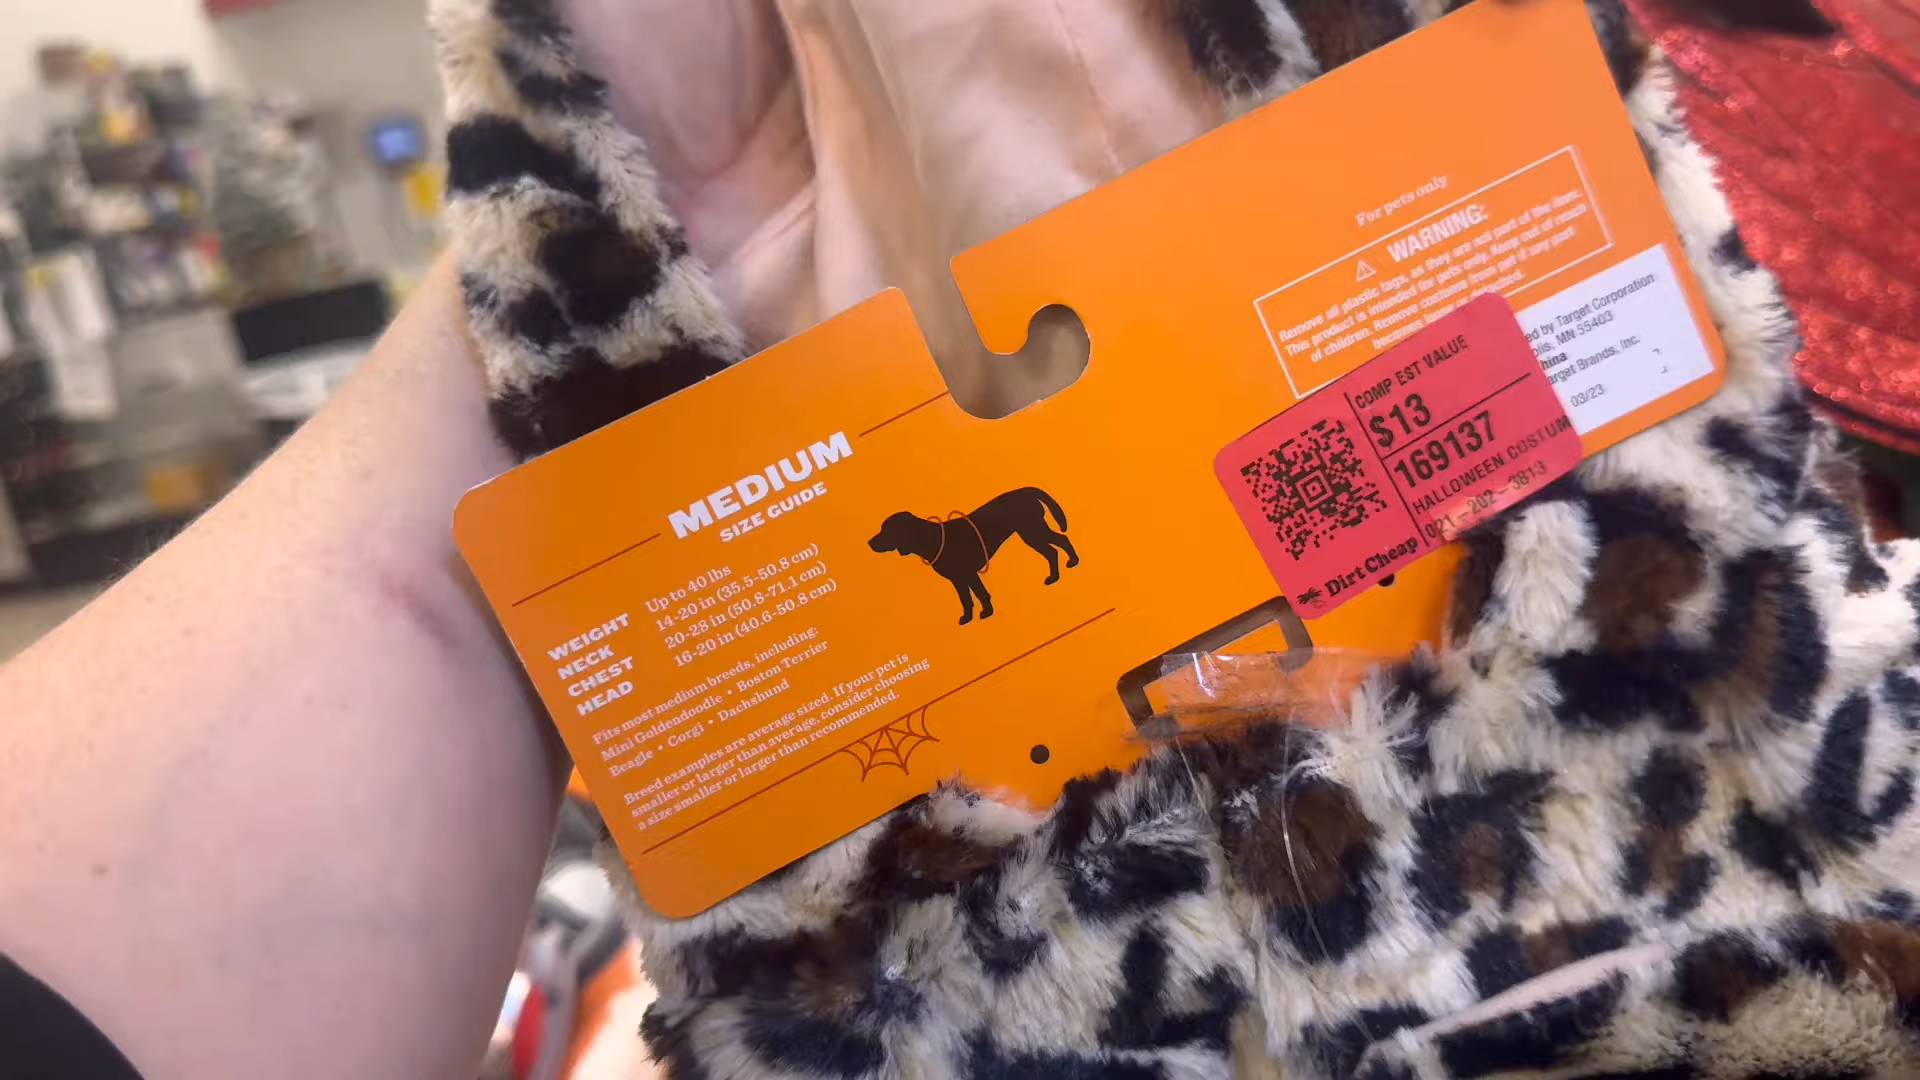 MEDIUM
SIZE GUIDE
WEIGHT Up to 40 lbs
NECK 14-20 in (35.5-50.8 cm)
CHEST 20-28 in (50.8-71.1 cm)
HEAD 16-20 in (40.6-50.8 cm)
Fits most medium breeds, including:
Mini Goldendoodle • Boston Terrier
Beagle • Corgi • Dachshund
Breed examples are average sized. If your pet is
smaller or larger than average, consider choosing
a size smaller or larger than recommended.
For pets only
WARNING:
Remove all plastic tags, as they are not part of the item.
This product is intended for pets only. Keep out of reach
of children. Remove costume from pet if any part
becomes loose or detached.
ed by Target Corporation
olis, MN 55403
hina
arget Brands, Inc.
03/23
COMP EST VALUE
$13
169137
HALLOWEEN COSTUM
021-202-3813
Dirt Cheap